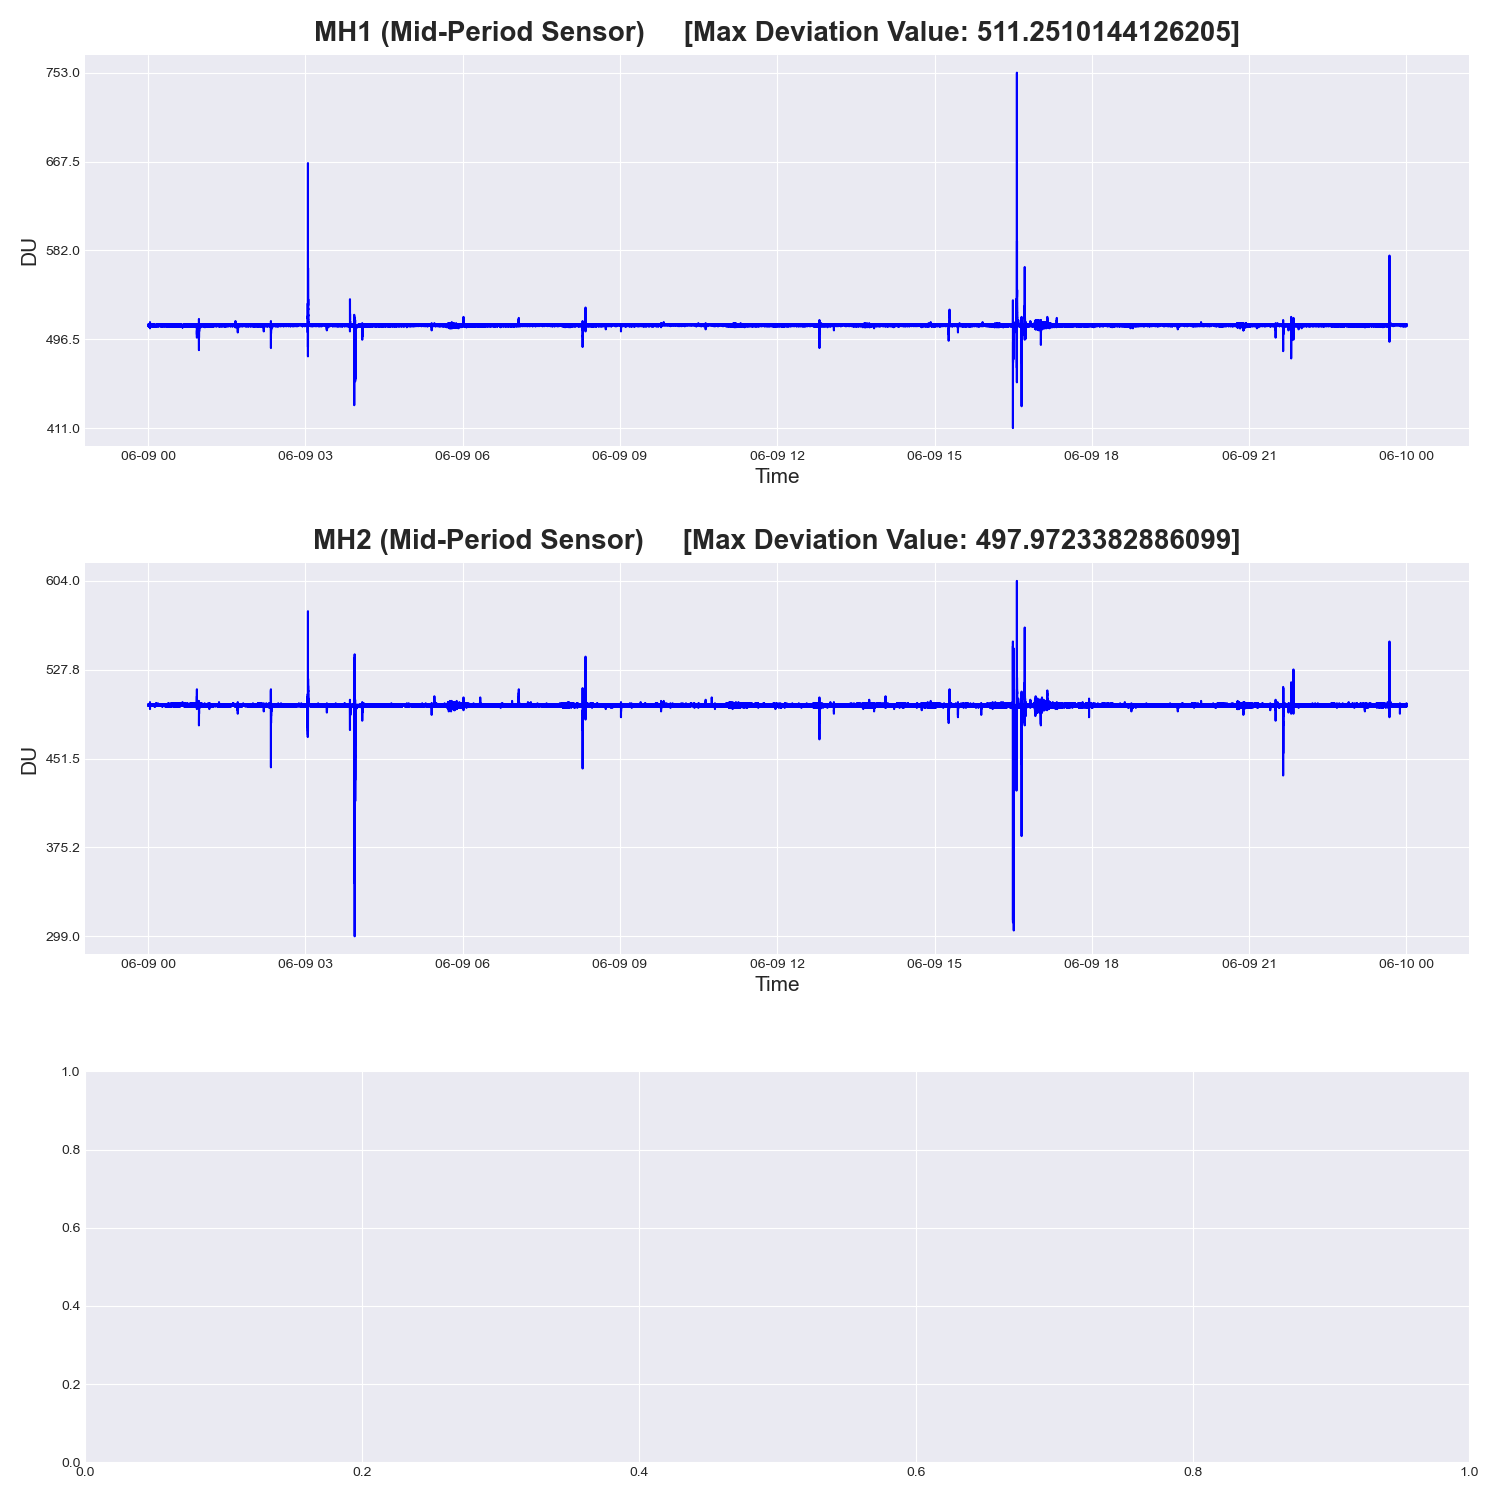 MH1 (Mid-Period Sensor) [Max Deviation Value: 511.2510144126205]
753.0
667.5
582.0
496.5
411.0
DU
06-09 00 06-09 03 06-09 06 06-09 09 06-09 12 06-09 15 06-09 18 06-09 21 06-10 00
Time
MH2 (Mid-Period Sensor) [Max Deviation Value: 497.9723382886099]
604.0
527.8
451.5
375.2
299.0
DU
06-09 00 06-09 03 06-09 06 06-09 09 06-09 12 06-09 15 06-09 18 06-09 21 06-10 00
Time
1.0
0.8
0.6
0.4
0.2
0.0
0.0 0.2 0.4 0.6 0.8 1.0